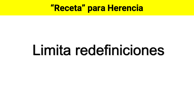 “Receta” para Herencia
Limita redefiniciones